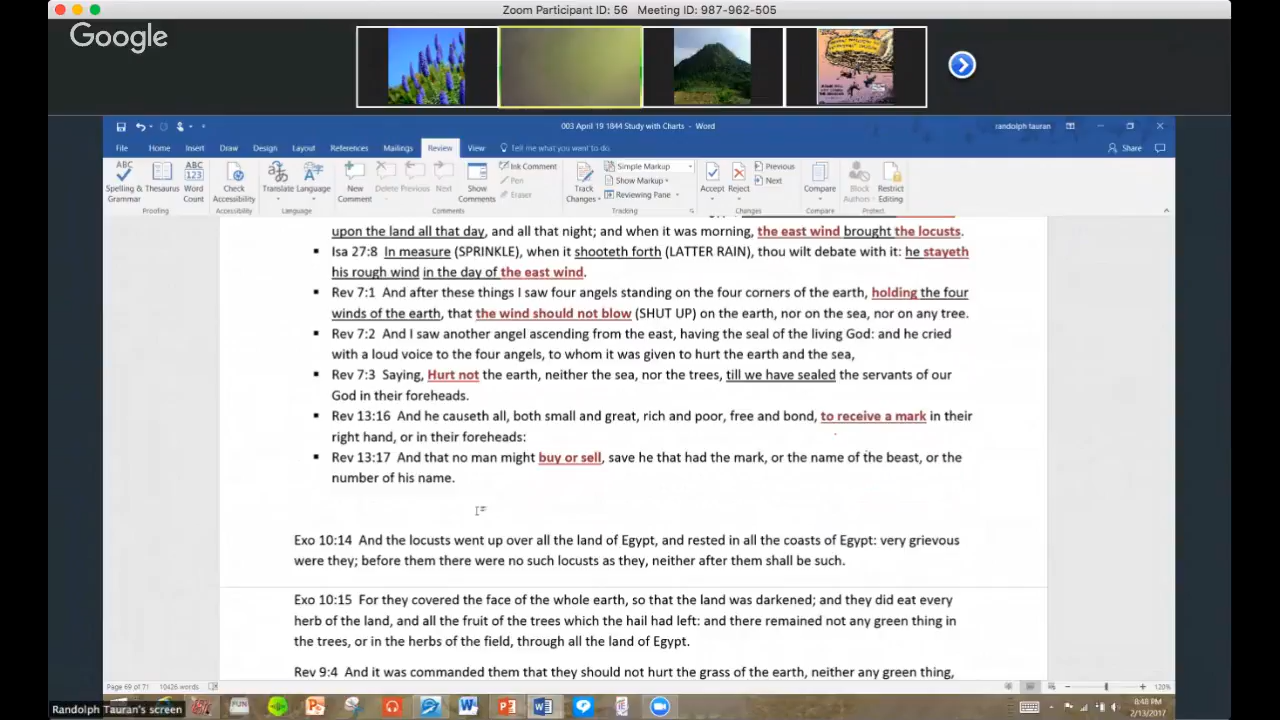 Zoom Participant ID: 56 Meeting ID: 987-962-505
Google
003 April 19 1844 Study with Charts - Word
randolph tauran
File Home Insert Draw Design Layout References Mailings Review View Tell me what you want to do.
Share
Spelling & Grammar Thesaurus Word Count
Check Accessibility
Translate Language
New Comment Delete Previous Next Show Comments
Ink Comment
Pen
Eraser
Track Changes
Simple Markup
Show Markup
Reviewing Pane
Accept Reject
Previous
Next
Compare
Block Authors Restrict Editing
Proofing Accessibility Language Comments Tracking Changes Compare Protect
upon the land all that day, and all that night; and when it was morning, the east wind brought the locusts.
Isa 27:8 In measure (SPRINKLE), when it shooteth forth (LATTER RAIN), thou wilt debate with it: he stayeth
his rough wind in the day of the east wind.
Rev 7:1 And after these things I saw four angels standing on the four corners of the earth, holding the four
winds of the earth, that the wind should not blow (SHUT UP) on the earth, nor on the sea, nor on any tree.
Rev 7:2 And I saw another angel ascending from the east, having the seal of the living God: and he cried
with a loud voice to the four angels, to whom it was given to hurt the earth and the sea,
Rev 7:3 Saying, Hurt not the earth, neither the sea, nor the trees, till we have sealed the servants of our
God in their foreheads.
Rev 13:16 And he causeth all, both small and great, rich and poor, free and bond, to receive a mark in their
right hand, or in their foreheads:
Rev 13:17 And that no man might buy or sell, save he that had the mark, or the name of the beast, or the
number of his name.
Exo 10:14 And the locusts went up over all the land of Egypt, and rested in all the coasts of Egypt: very grievous
were they; before them there were no such locusts as they, neither after them shall be such.
Exo 10:15 For they covered the face of the whole earth, so that the land was darkened; and they did eat every
herb of the land, and all the fruit of the trees which the hail had left: and there remained not any green thing in
the trees, or in the herbs of the field, through all the land of Egypt.
Rev 9:4 And it was commanded them that they should not hurt the grass of the earth, neither any green thing,
Page 69 of 71 10426 words
120%
Randolph Tauran's screen
FUN
8:48 PM
2/13/2017